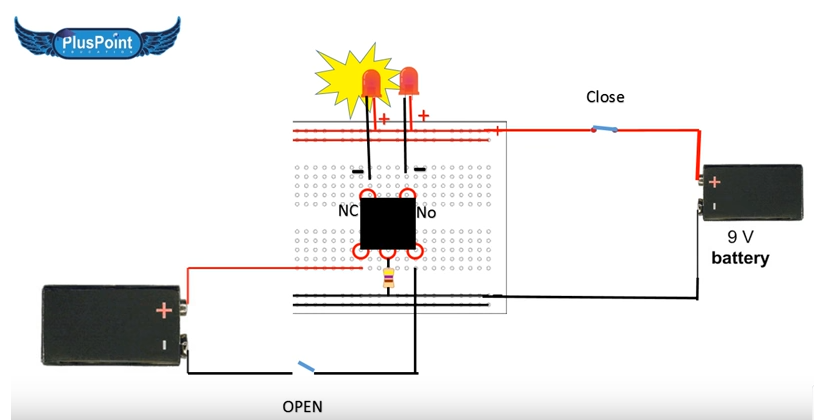 PlusPoint
Close
+
+
+
-
-
NC
No
+
-
9 V
battery
+
-
OPEN